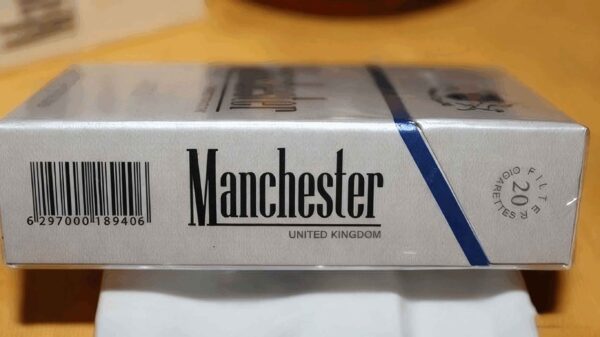 Manchester
UNITED KINGDOM
6 297000 189406
FILTER
20
CIGARETTES